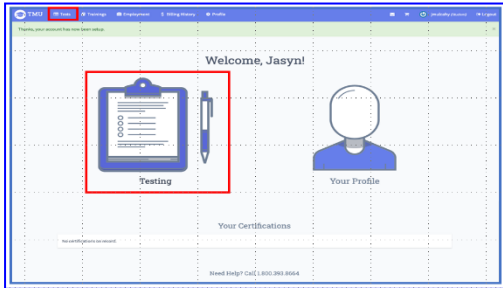 TMU Tests Trainings Employment Billing History Profile Logout
Thanks, your account has now been setup.
Welcome, Jasyn!
Testing
Your Profile
Your Certifications
No certifications on record.
Need Help? Call 1.800.393.8664.